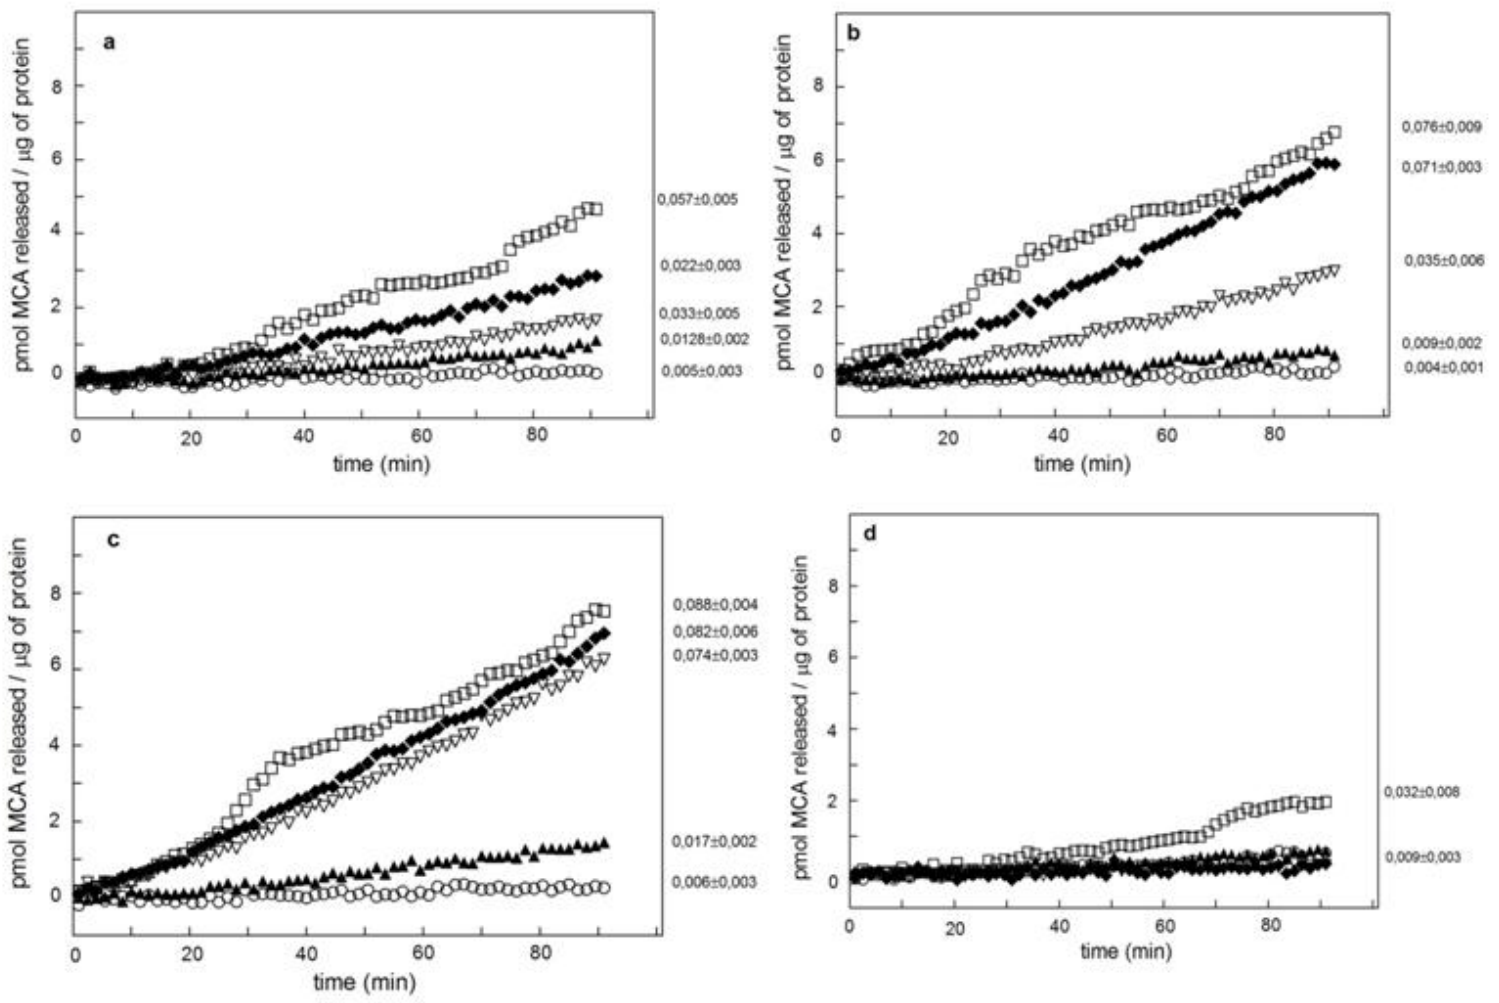 a
pmol MCA released / μg of protein
8
6
4
2
0
0 20 40 60 80
time (min)
0,057±0,005
0,022±0,003
0,033±0,005
0,0128±0,002
0,005±0,003
b
pmol MCA released / μg of protein
8
6
4
2
0
0 20 40 60 80
time (min)
0,076±0,009
0,071±0,003
0,035±0,006
0,009±0,002
0,004±0,001
c
pmol MCA released / μg of protein
8
6
4
2
0
0 20 40 60 80
time (min)
0,088±0,004
0,082±0,006
0,074±0,003
0,017±0,002
0,006±0,003
d
pmol MCA released / μg of protein
8
6
4
2
0
0 20 40 60 80
time (min)
0,032±0,008
0,009±0,003